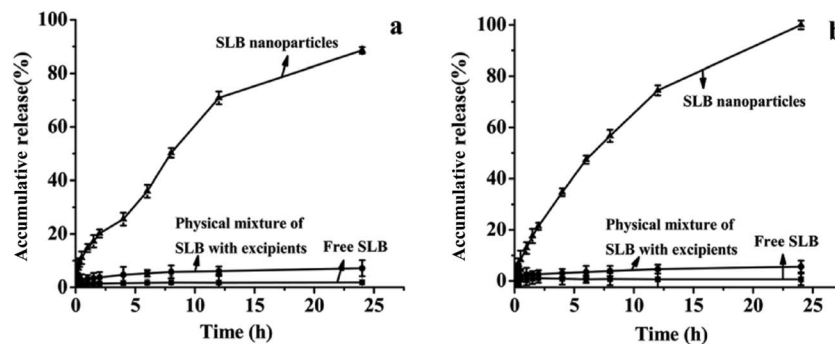 a
Accumulative release(%)
100
80
60
40
20
0
SLB nanoparticles
Physical mixture of
SLB with excipients
Free SLB
0
5
10
15
20
25
Time (h)
b
Accumulative release(%)
100
80
60
40
20
0
SLB nanoparticles
Physical mixture of
SLB with excipients
Free SLB
0
5
10
15
20
25
Time (h)